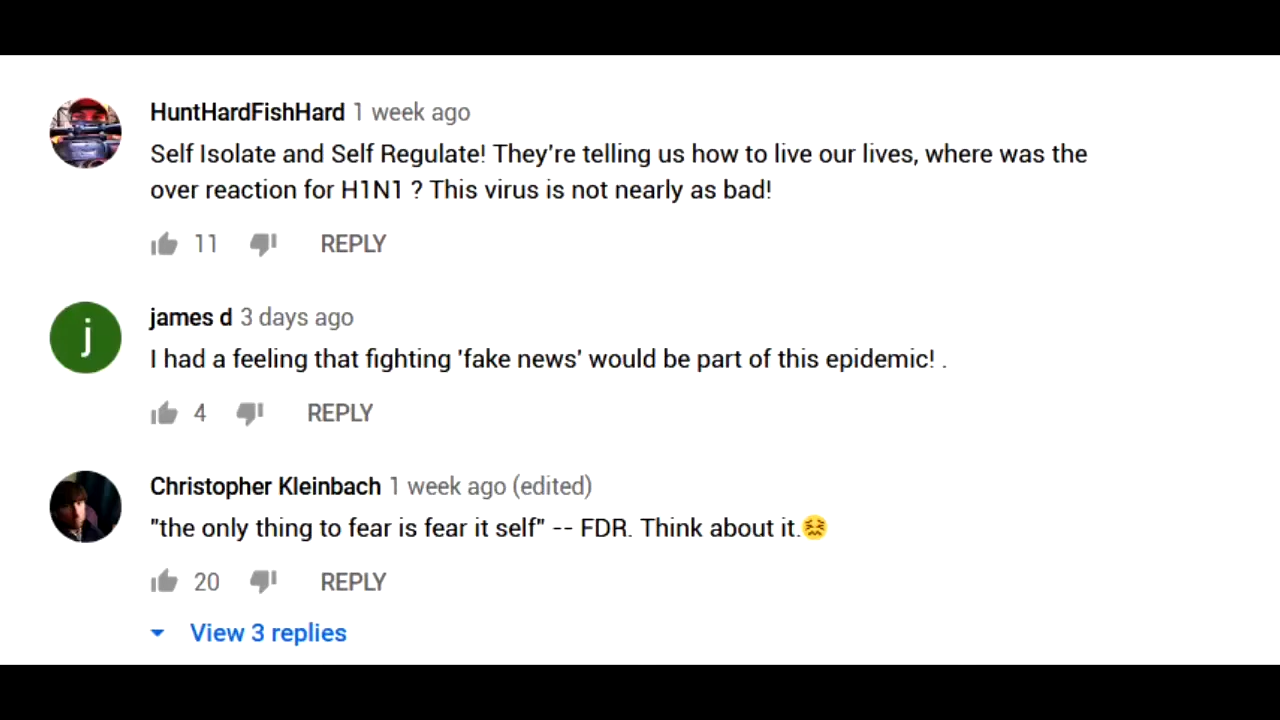 HuntHardFishHard 1 week ago
Self Isolate and Self Regulate! They're telling us how to live our lives, where was the
over reaction for H1N1 ? This virus is not nearly as bad!
11 REPLY
j
james d 3 days ago
I had a feeling that fighting 'fake news' would be part of this epidemic! .
4 REPLY
Christopher Kleinbach 1 week ago (edited)
"the only thing to fear is fear it self" -- FDR. Think about it.😖
20 REPLY
View 3 replies